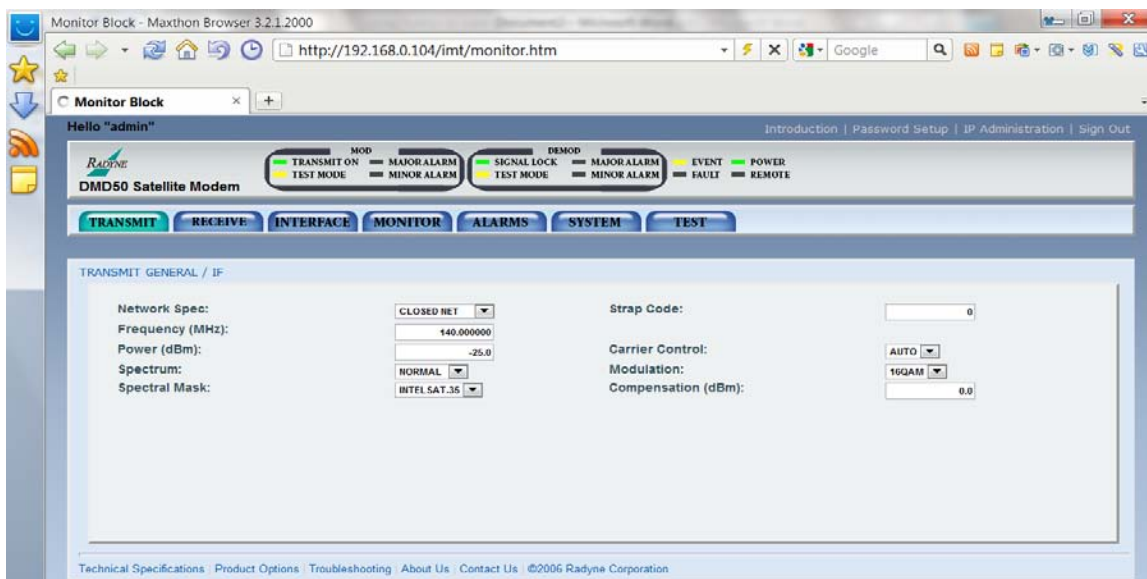 Monitor Block - Maxthon Browser 3.2.1.2000
http://192.168.0.104/imt/monitor.htm
Google
Monitor Block
Hello "admin"
Introduction | Password Setup | IP Administration | Sign Out
RADYNE
DMD50 Satellite Modem
MOD
TRANSMIT ON MAJOR ALARM
TEST MODE MINOR ALARM
DEMOD
SIGNAL LOCK MAJOR ALARM
TEST MODE MINOR ALARM
EVENT POWER
FAULT REMOTE
TRANSMIT RECEIVE INTERFACE MONITOR ALARMS SYSTEM TEST
TRANSMIT GENERAL / IF
Network Spec: CLOSED NET Strap Code: 0
Frequency (MHz): 140.000000
Power (dBm): -25.0 Carrier Control: AUTO
Spectrum: NORMAL Modulation: 16QAM
Spectral Mask: INTELSAT.35 Compensation (dBm): 0.0
Technical Specifications | Product Options | Troubleshooting | About Us | Contact Us | ©2006 Radyne Corporation